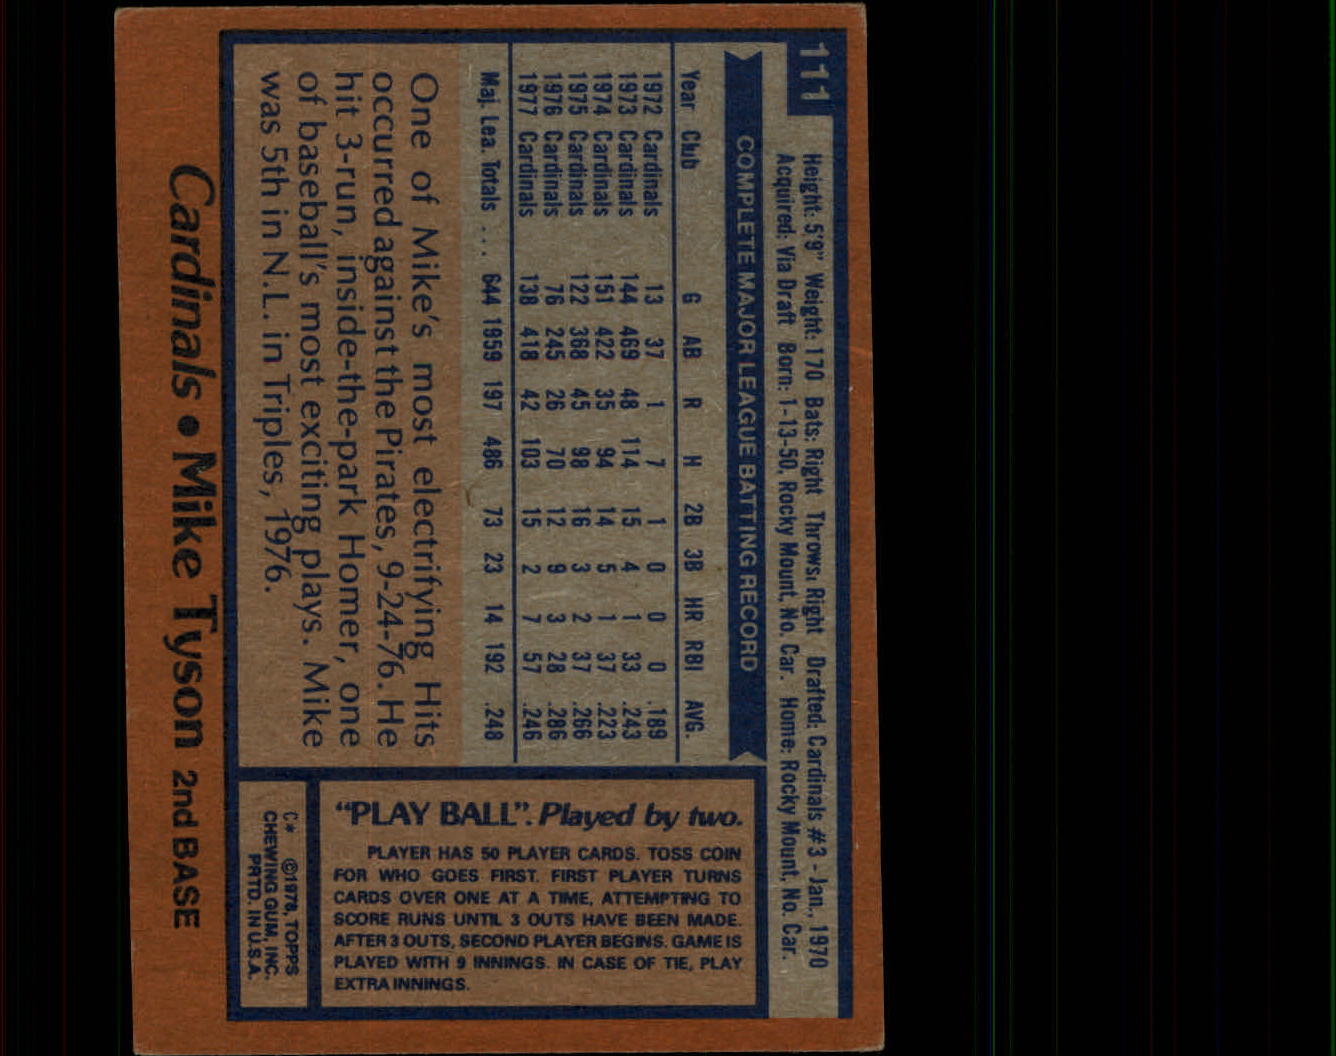 111
Height: 5'9" Weight: 170 Bats: Right Throws: Right Drafted: Cardinals #3 - Jan., 1970
Acquired: Via Draft Born: 1-13-50, Rocky Mount, No. Car. Home: Rocky Mount, No. Car.
COMPLETE MAJOR LEAGUE BATTING RECORD
Year Club G AB R H 2B 3B HR RBI AVG.
1972 Cardinals 13 37 1 7 1 0 0 0 .189
1973 Cardinals 144 469 48 114 15 4 1 33 .243
1974 Cardinals 151 422 35 94 14 5 1 37 .223
1975 Cardinals 122 368 45 98 16 3 2 37 .266
1976 Cardinals 76 245 26 70 12 9 3 28 .286
1977 Cardinals 138 418 42 103 15 2 7 57 .246
Maj. Lea. Totals ... 644 1959 197 486 73 23 14 192 .248
One of Mike's most electrifying Hits
occurred against the Pirates, 9-24-76. He
hit 3-run, inside-the-park Homer, one
of baseball's most exciting plays. Mike
was 5th in N.L. in Triples, 1976.
"PLAY BALL". Played by two.
PLAYER HAS 50 PLAYER CARDS. TOSS COIN
FOR WHO GOES FIRST. FIRST PLAYER TURNS
CARDS OVER ONE AT A TIME, ATTEMPTING TO
SCORE RUNS UNTIL 3 OUTS HAVE BEEN MADE.
AFTER 3 OUTS, SECOND PLAYER BEGINS. GAME IS
PLAYED WITH 9 INNINGS. IN CASE OF TIE, PLAY
EXTRA INNINGS.
C* ©1978, TOPPS
CHEWING GUM, INC.
PRTD. IN U.S.A.
Cardinals • Mike Tyson 2nd BASE